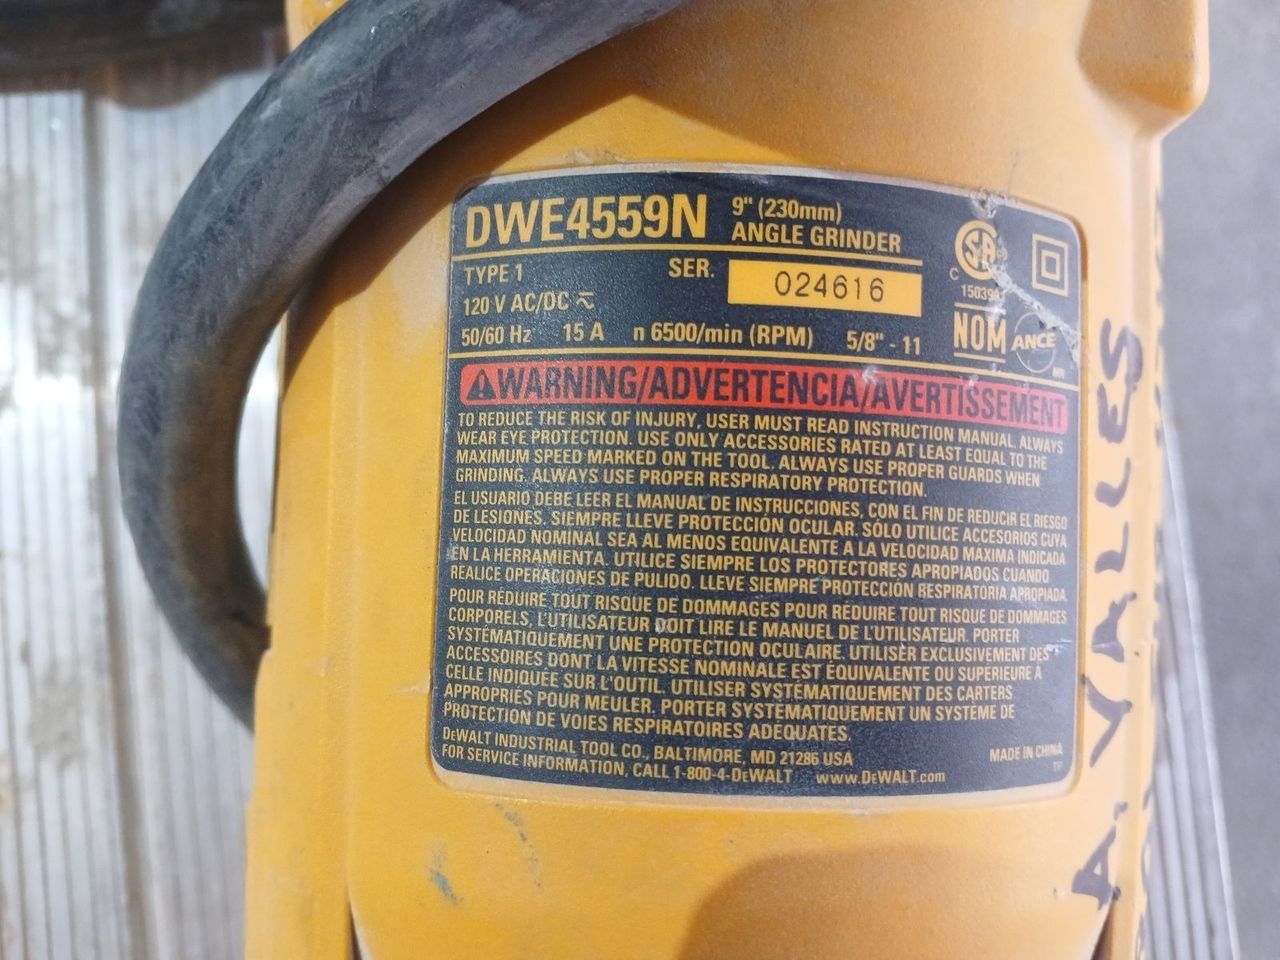 DWE4559N
9" (230mm)
ANGLE GRINDER
TYPE 1
SER. 024616
120 V AC/DC
50/60 Hz 15 A n 6500/min (RPM) 5/8" - 11
C SA ®
15039
NOM ANCE
WARNING/ADVERTENCIA/AVERTISSEMENT
TO REDUCE THE RISK OF INJURY, USER MUST READ INSTRUCTION MANUAL. ALWAYS
WEAR EYE PROTECTION. USE ONLY ACCESSORIES RATED AT LEAST EQUAL TO THE
MAXIMUM SPEED MARKED ON THE TOOL. ALWAYS USE PROPER GUARDS WHEN
GRINDING. ALWAYS USE PROPER RESPIRATORY PROTECTION.
EL USUARIO DEBE LEER EL MANUAL DE INSTRUCCIONES, CON EL FIN DE REDUCIR EL RIESGO
DE LESIONES. SIEMPRE LLEVE PROTECCIÓN OCULAR. SÓLO UTILICE ACCESORIOS CUYA
VELOCIDAD NOMINAL SEA AL MENOS EQUIVALENTE A LA VELOCIDAD MAXIMA INDICADA
EN LA HERRAMIENTA. UTILICE SIEMPRE LOS PROTECTORES APROPIADOS CUANDO
REALICE OPERACIONES DE PULIDO. LLEVE SIEMPRE PROTECCION RESPIRATORIA APROPIADA.
POUR RÉDUIRE TOUT RISQUE DE DOMMAGES POUR RÉDUIRE TOUT RISQUE DE DOMMAGES
CORPORELS, L'UTILISATEUR DOIT LIRE LE MANUEL DE L'UTILISATEUR. PORTER
SYSTÉMATIQUEMENT UNE PROTECTION OCULAIRE. UTILISER EXCLUSIVEMENT DES
ACCESSOIRES DONT LA VITESSE NOMINALE EST ÉQUIVALENTE OU SUPERIEURE À
CELLE INDIQUÉE SUR L'OUTIL. UTILISER SYSTÉMATIQUEMENT DES CARTERS
APPROPRIÉS POUR MEULER. PORTER SYSTÉMATIQUEMENT UN SYSTÈME DE
PROTECTION DE VOIES RESPIRATOIRES ADÉQUATES.
DEWALT INDUSTRIAL TOOL CO., BALTIMORE, MD 21286 USA
FOR SERVICE INFORMATION, CALL 1-800-4-DEWALT www.DEWALT.com
MADE IN CHINA
A. VALLES